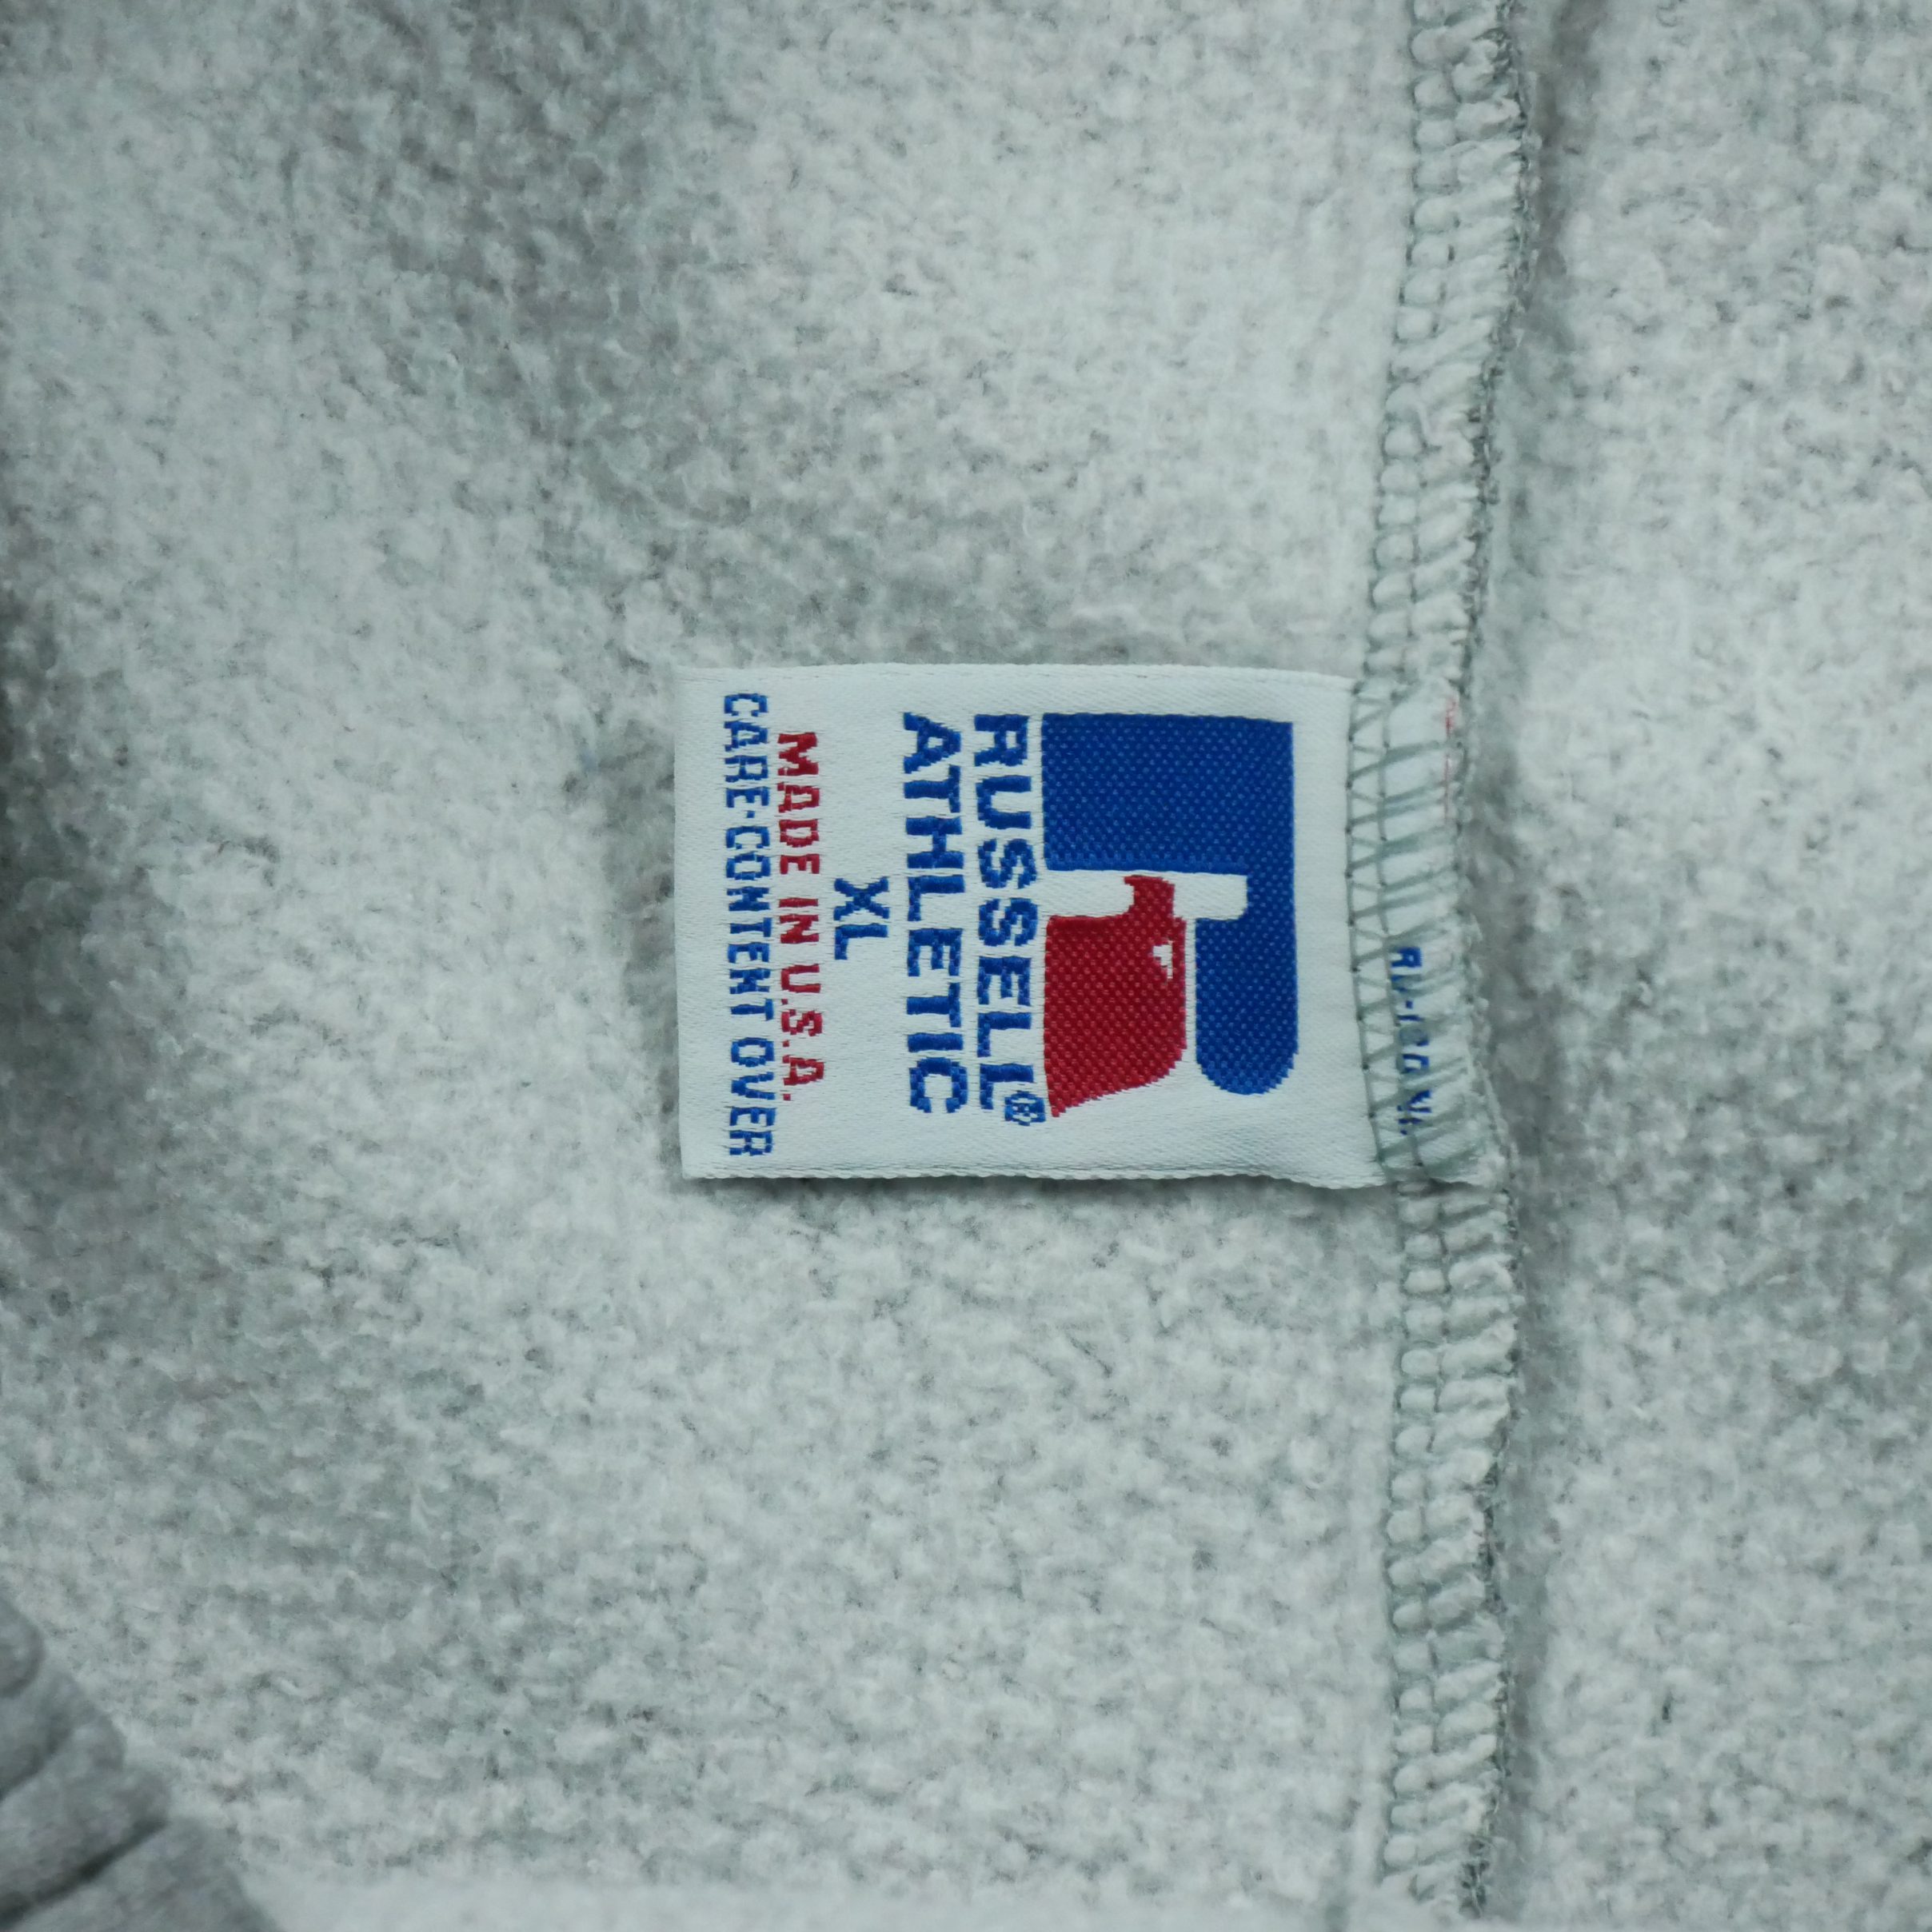 RUSSELL®
ATHLETIC
XL
MADE IN U.S.A.
CARE·CONTENT OVER